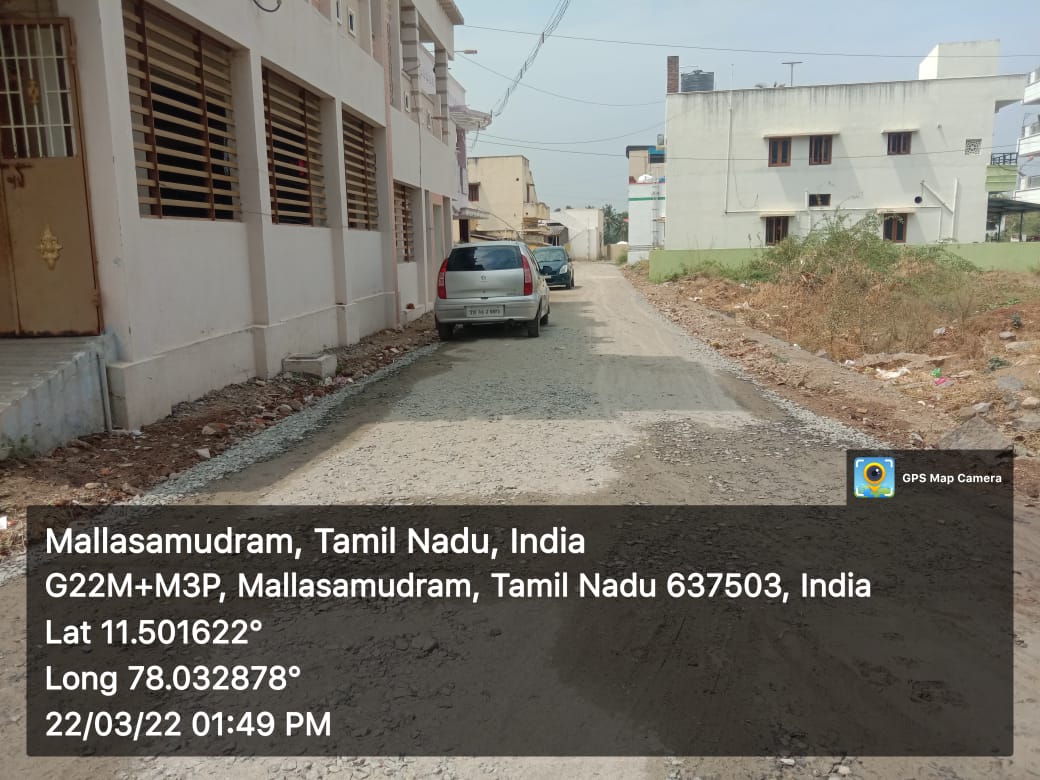 GPS Map Camera
Mallasamudram, Tamil Nadu, India
G22M+M3P, Mallasamudram, Tamil Nadu 637503, India
Lat 11.501622°
Long 78.032878°
22/03/22 01:49 PM